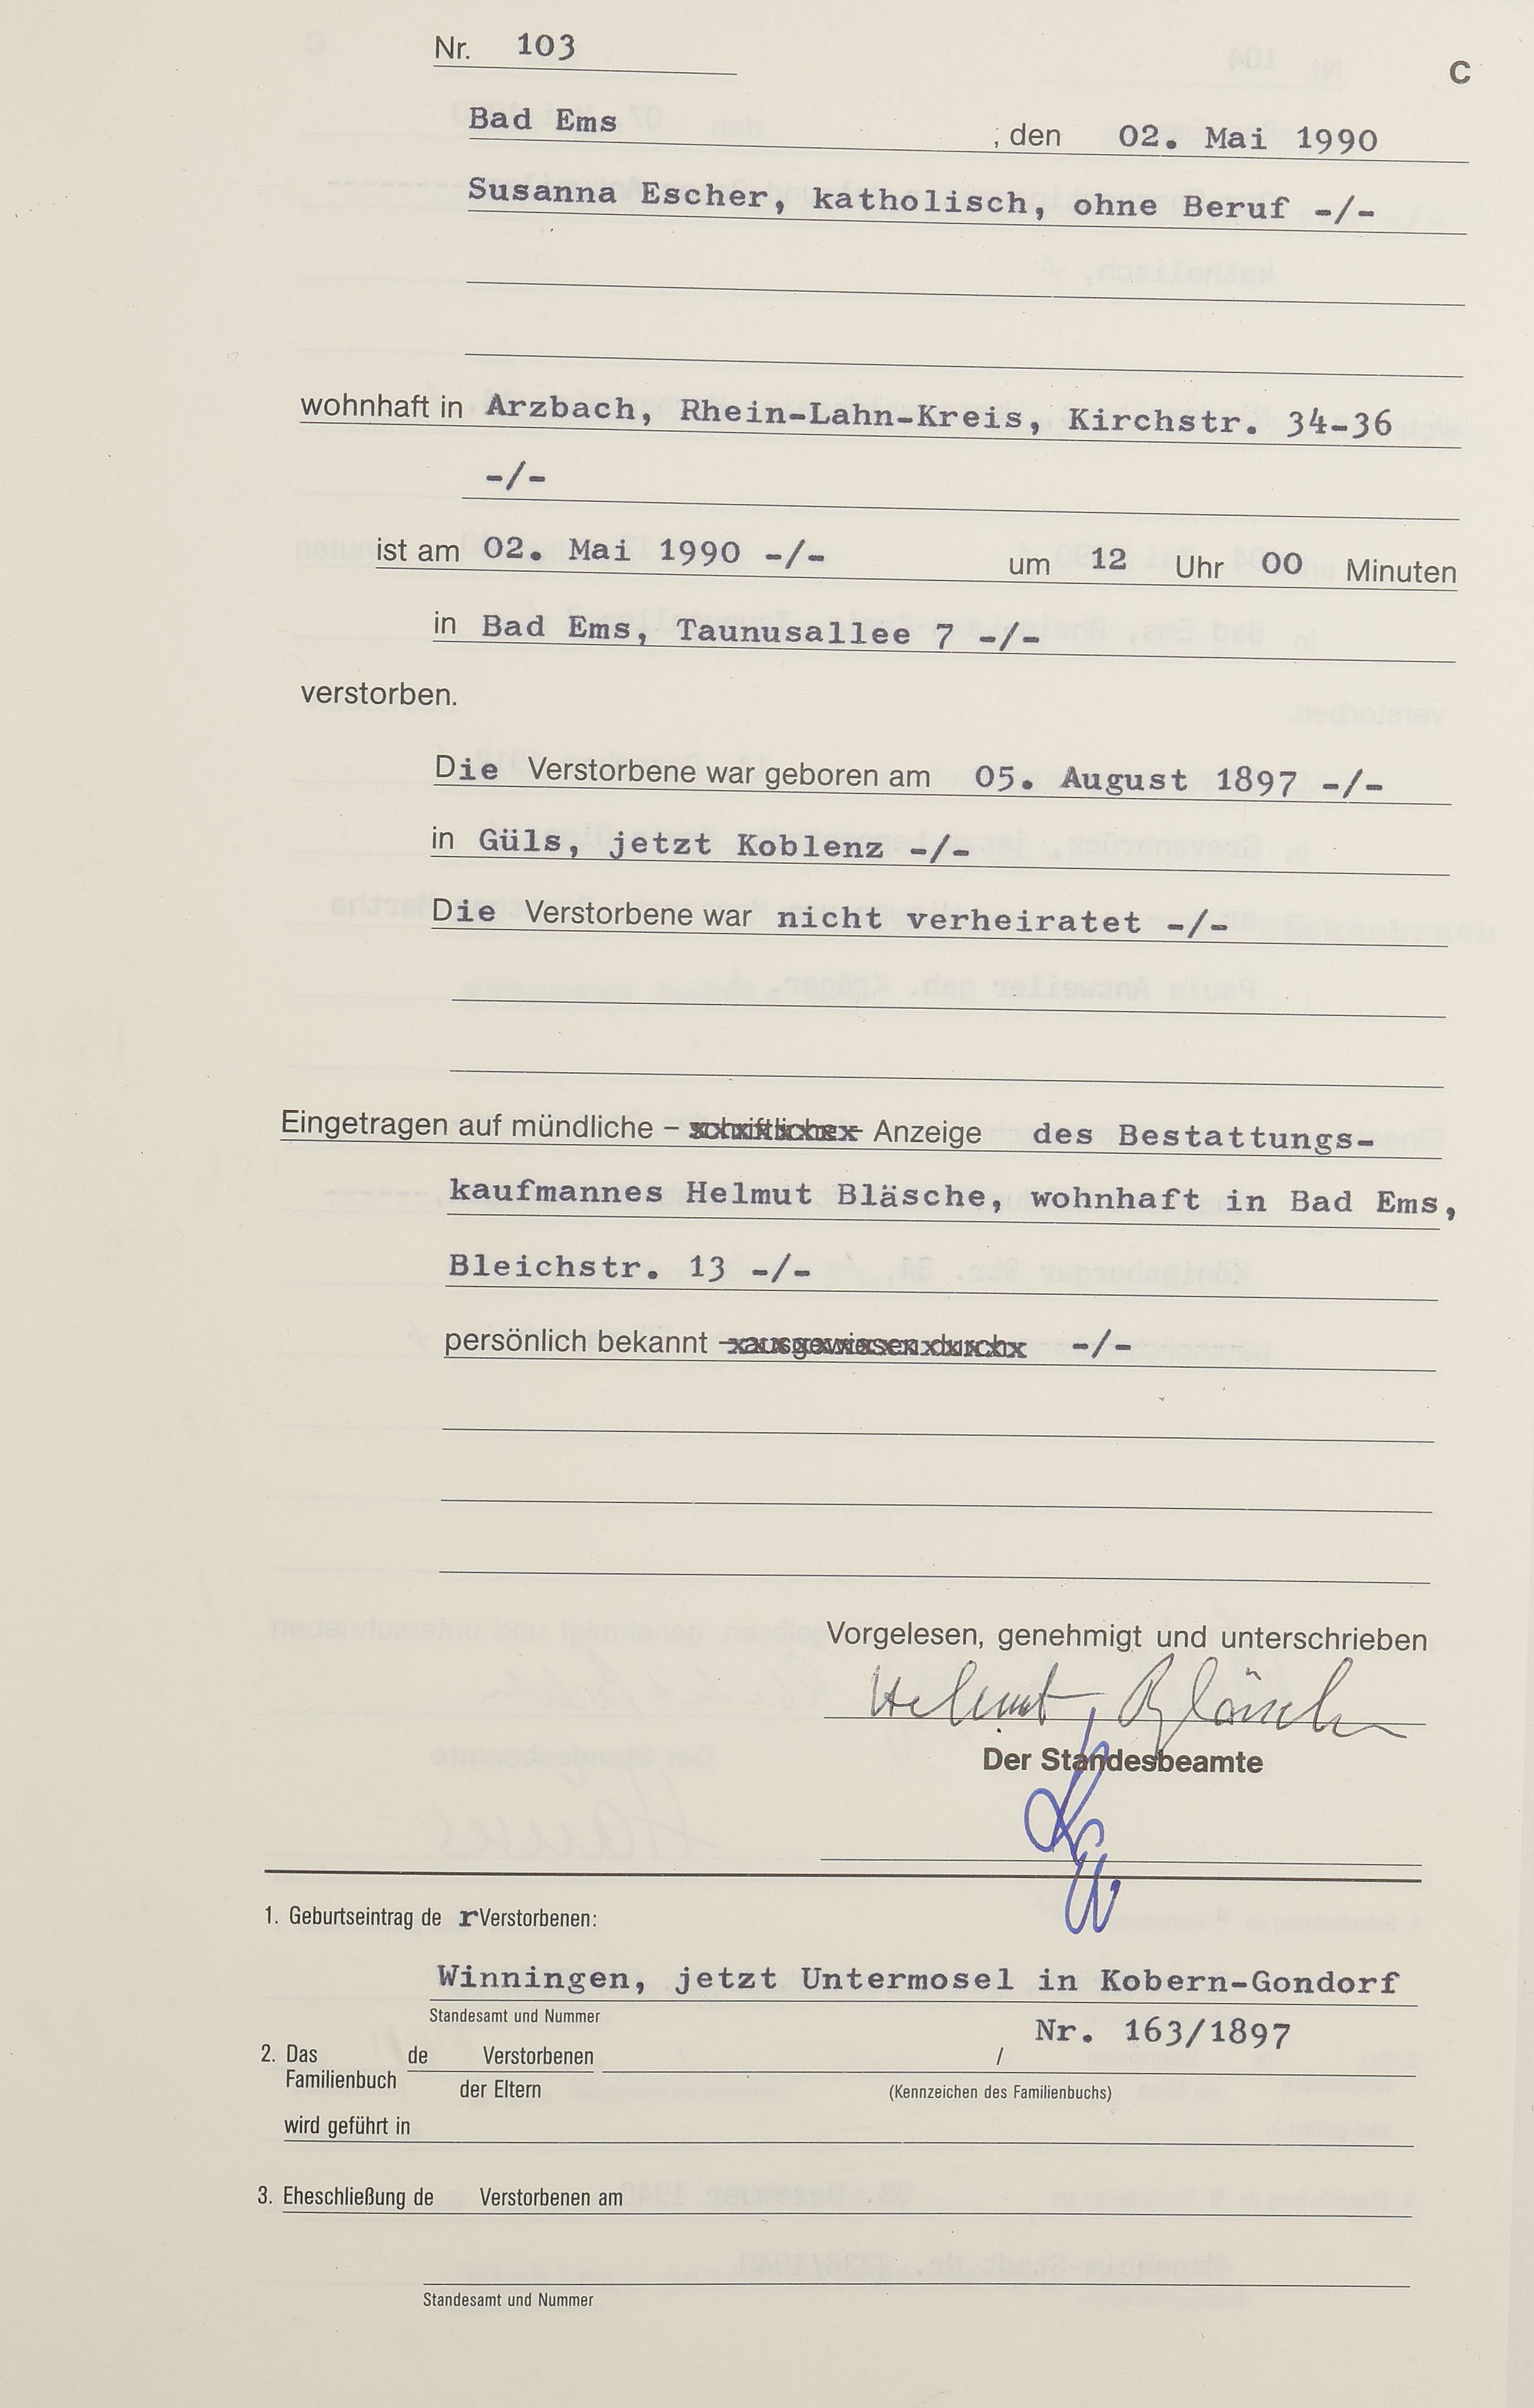 Nr. 103
C
Bad Ems , den 02. Mai 1990
Susanna Escher, katholisch, ohne Beruf -/-
wohnhaft in Arzbach, Rhein-Lahn-Kreis, Kirchstr. 34-36
-/-
ist am 02. Mai 1990 -/- um 12 Uhr 00 Minuten
in Bad Ems, Taunusallee 7 -/-
verstorben.
Die Verstorbene war geboren am 05. August 1897 -/-
in Güls, jetzt Koblenz -/-
Die Verstorbene war nicht verheiratet -/-
Eingetragen auf mündliche – schriftliche – Anzeige des Bestattungs-
kaufmannes Helmut Bläsche, wohnhaft in Bad Ems,
Bleichstr. 13 -/-
persönlich bekannt – ausgewiesen durch -/-
Vorgelesen, genehmigt und unterschrieben
Helmut Bläsche
Der Standesbeamte
1. Geburtseintrag de r Verstorbenen:
Winningen, jetzt Untermosel in Kobern-Gondorf
Standesamt und Nummer
Nr. 163/1897
2. Das de Verstorbenen /
Familienbuch der Eltern (Kennzeichen des Familienbuchs)
wird geführt in
3. Eheschließung de Verstorbenen am
Standesamt und Nummer